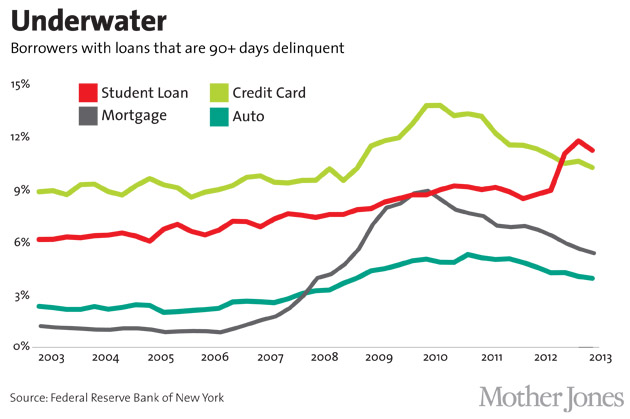 Underwater
Borrowers with loans that are 90+ days delinquent
15%
Student Loan Credit Card
Mortgage Auto
12%
9%
6%
3%
0%
2003 2004 2005 2006 2007 2008 2009 2010 2011 2012 2013
Source: Federal Reserve Bank of New York
Mother Jones